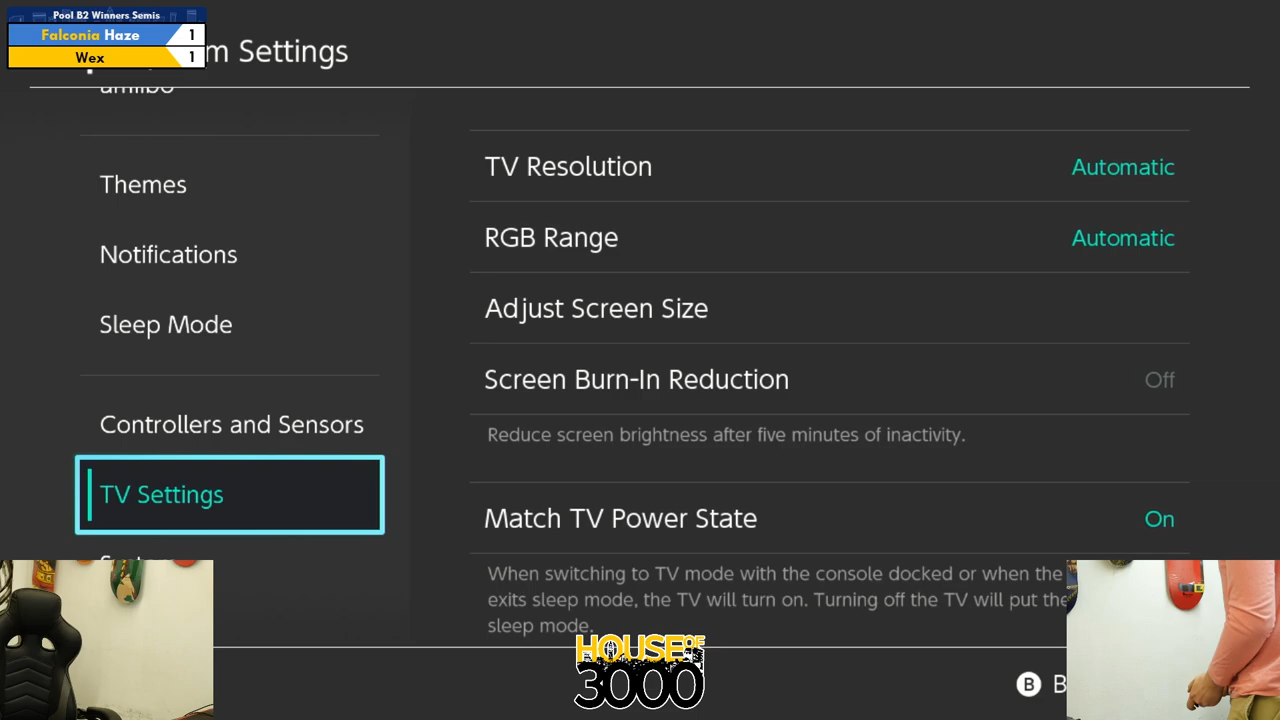 Pool B2 Winners Semis
Falconia Haze 1
Wex 1
m Settings
amiibo
Themes
Notifications
Sleep Mode
Controllers and Sensors
TV Settings
TV Resolution Automatic
RGB Range Automatic
Adjust Screen Size
Screen Burn-In Reduction Off
Reduce screen brightness after five minutes of inactivity.
Match TV Power State On
When switching to TV mode with the console docked or when the
exits sleep mode, the TV will turn on. Turning off the TV will put the
sleep mode.
HOUSE OF
3000
B B